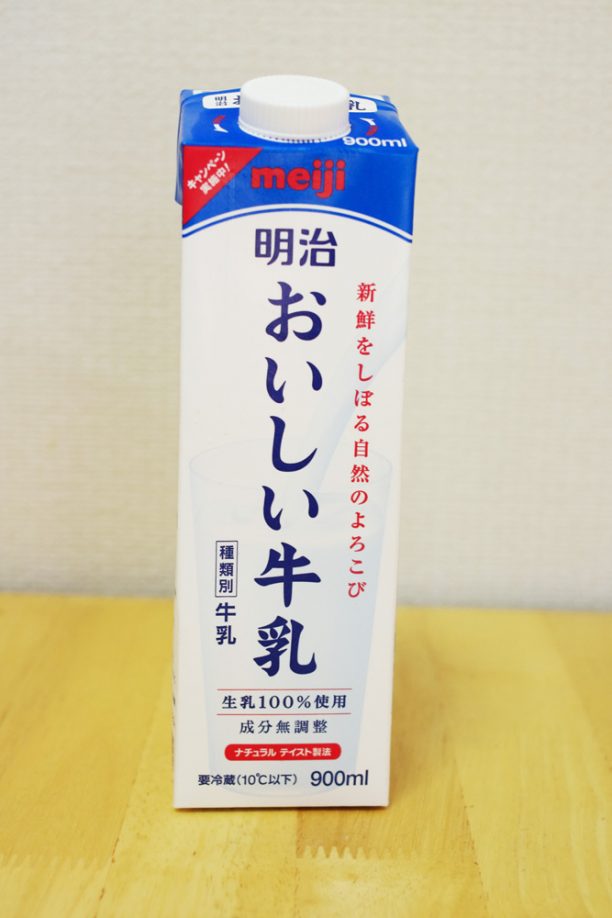 明治
乳
900ml
キャンペーン
実施中!
meiji
明治
おいしい牛乳
新鮮をしぼる自然のよろこび
種類別
牛乳
生乳100%使用
成分無調整
ナチュラル テイスト製法
要冷蔵(10℃以下) 900ml